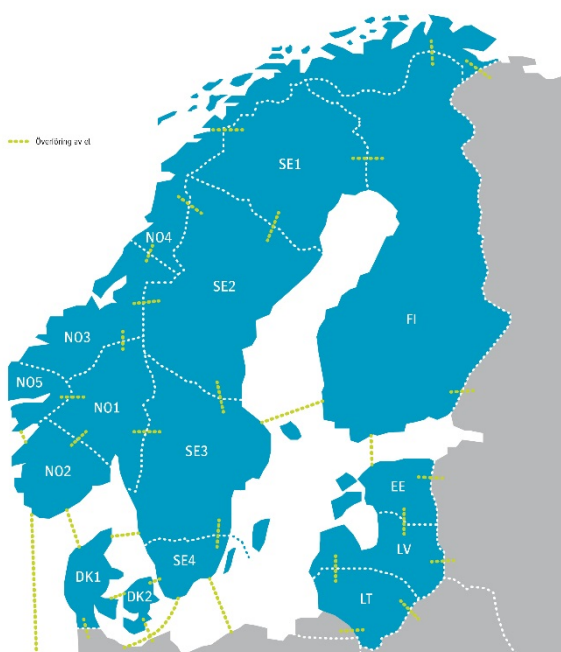 Överföring av el
SE1
NO4
SE2
NO3
FI
NO5
NO1
SE3
NO2
EE
LV
SE4
DK1
DK2
LT